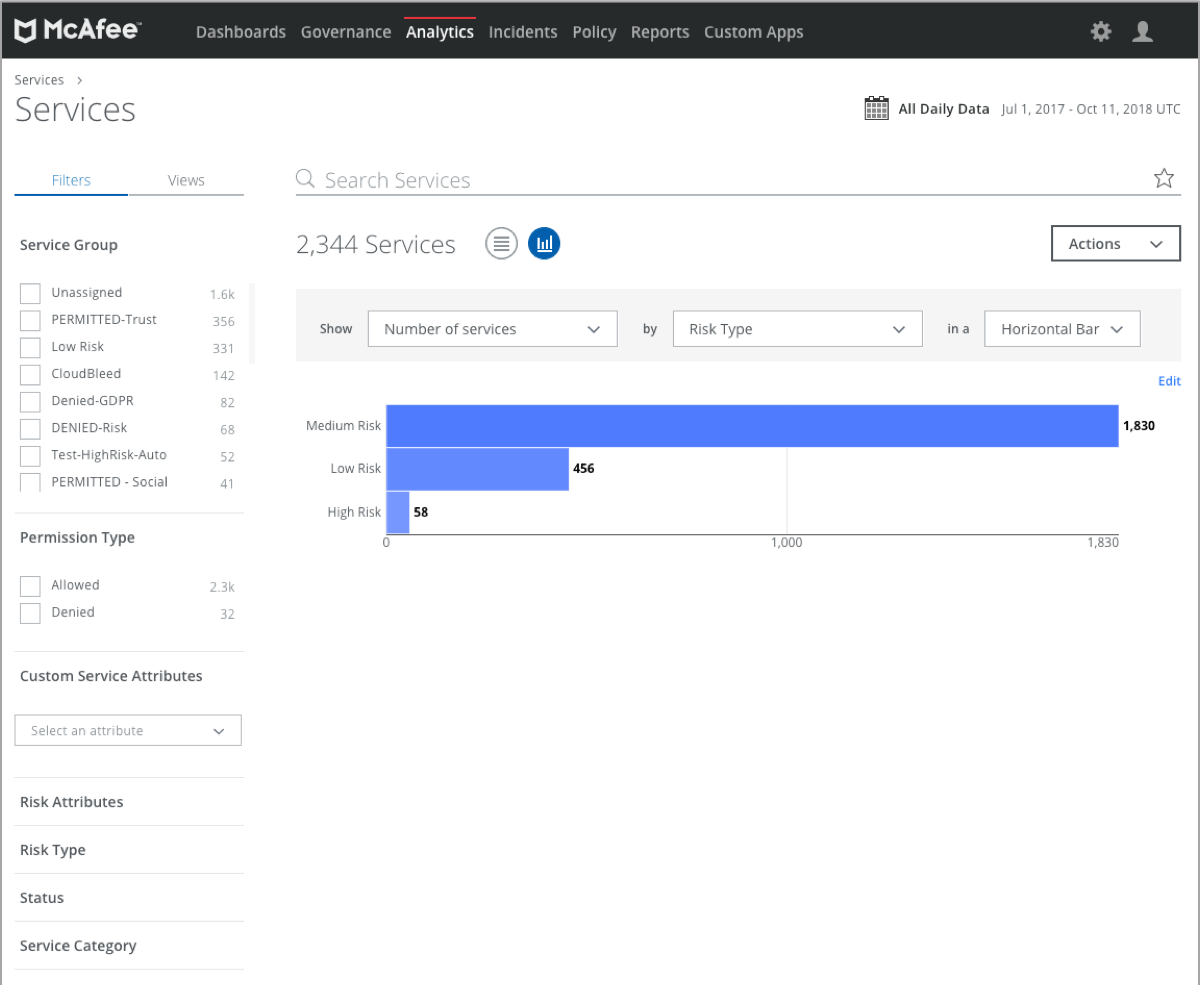 McAfee™
Dashboards Governance Analytics Incidents Policy Reports Custom Apps
Services >
Services
All Daily Data Jul 1, 2017 - Oct 11, 2018 UTC
Filters Views
Search Services
2,344 Services
Actions
Service Group
Unassigned 1.6k
PERMITTED-Trust 356
Low Risk 331
CloudBleed 142
Denied-GDPR 82
DENIED-Risk 68
Test-HighRisk-Auto 52
PERMITTED - Social 41
Permission Type
Allowed 2.3k
Denied 32
Custom Service Attributes
Select an attribute
Risk Attributes
Risk Type
Status
Service Category
Show Number of services by Risk Type in a Horizontal Bar
Edit
Medium Risk 1,830
Low Risk 456
High Risk 58
0 1,000 1,830